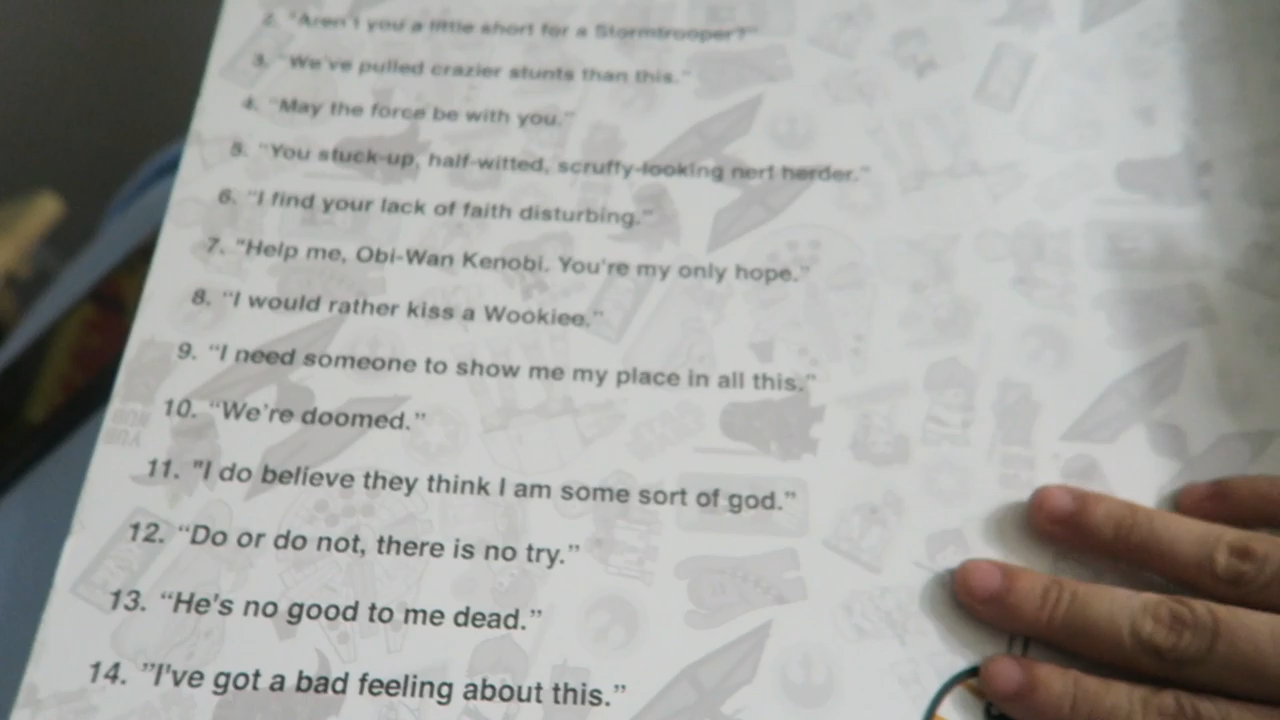 2. "Aren't you a little short for a Stormtrooper?"
3. "We've pulled crazier stunts than this."
4. "May the force be with you."
5. "You stuck-up, half-witted, scruffy-looking nerf herder."
6. "I find your lack of faith disturbing."
7. "Help me, Obi-Wan Kenobi. You're my only hope."
8. “I would rather kiss a Wookiee.”
9. “I need someone to show me my place in all this.”
10. “We're doomed.”
11. "I do believe they think I am some sort of god.”
12. “Do or do not, there is no try.”
13. “He's no good to me dead.”
14. ”I've got a bad feeling about this.”